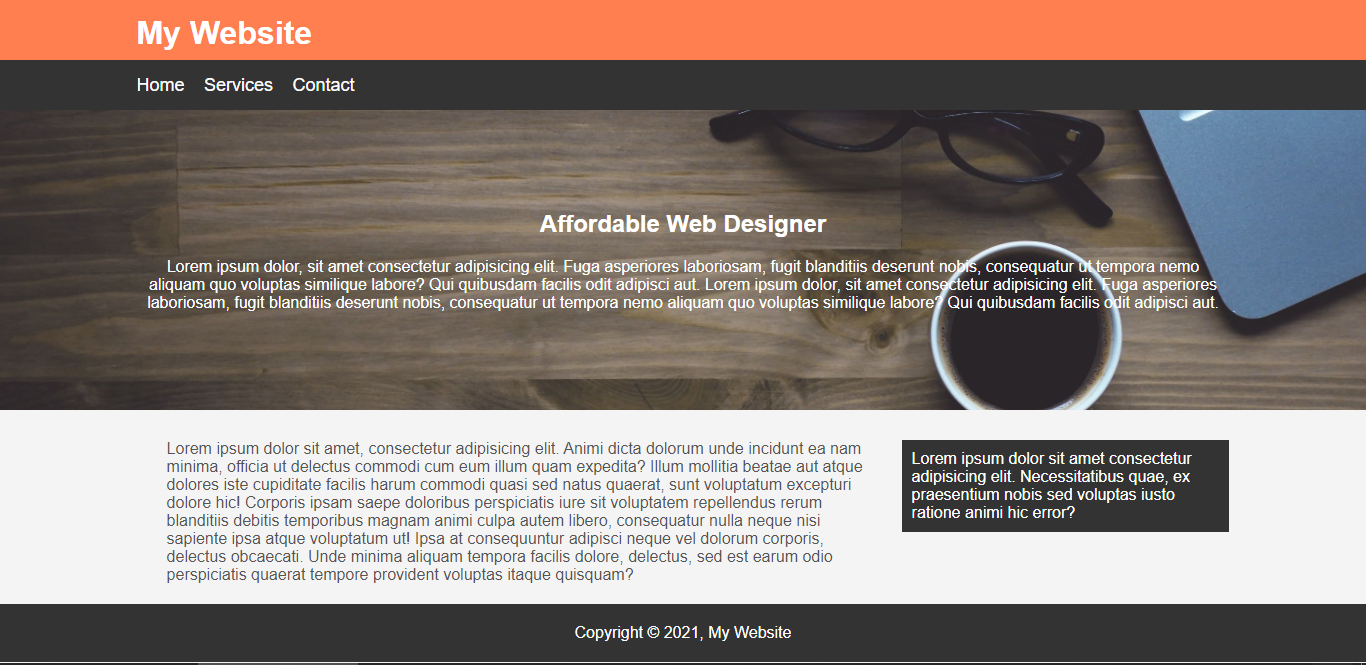 My Website
Home Services Contact
Affordable Web Designer
Lorem ipsum dolor, sit amet consectetur adipisicing elit. Fuga asperiores laboriosam, fugit blanditiis deserunt nobis, consequatur ut tempora nemo
aliquam quo voluptas similique labore? Qui quibusdam facilis odit adipisci aut. Lorem ipsum dolor, sit amet consectetur adipisicing elit. Fuga asperiores
laboriosam, fugit blanditiis deserunt nobis, consequatur ut tempora nemo aliquam quo voluptas similique labore? Qui quibusdam facilis odit adipisci aut.
Lorem ipsum dolor sit amet, consectetur adipisicing elit. Animi dicta dolorum unde incidunt ea nam
minima, officia ut delectus commodi cum eum illum quam expedita? Illum mollitia beatae aut atque
dolores iste cupiditate facilis harum commodi quasi sed natus quaerat, sunt voluptatum excepturi
dolore hic! Corporis ipsam saepe doloribus perspiciatis iure sit voluptatem repellendus rerum
blanditiis debitis temporibus magnam animi culpa autem libero, consequatur nulla neque nisi
sapiente ipsa atque voluptatum ut! Ipsa at consequuntur adipisci neque vel dolorum corporis,
delectus obcaecati. Unde minima aliquam tempora facilis dolore, delectus, sed est earum odio
perspiciatis quaerat tempore provident voluptas itaque quisquam?
Lorem ipsum dolor sit amet consectetur
adipisicing elit. Necessitatibus quae, ex
praesentium nobis sed voluptas iusto
ratione animi hic error?
Copyright © 2021, My Website